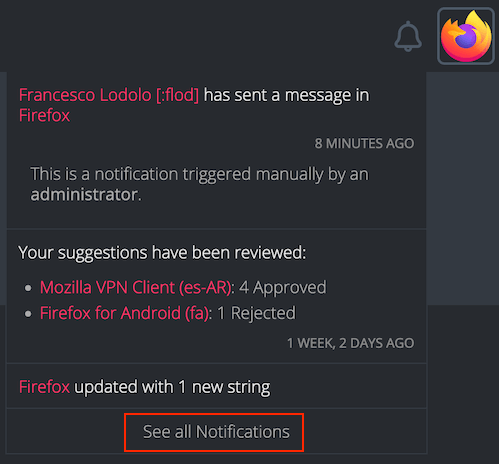 Francesco Lodolo [:flod] has sent a message in
Firefox
8 MINUTES AGO
This is a notification triggered manually by an
administrator.
Your suggestions have been reviewed:
• Mozilla VPN Client (es-AR): 4 Approved
• Firefox for Android (fa): 1 Rejected
1 WEEK, 2 DAYS AGO
Firefox updated with 1 new string
See all Notifications